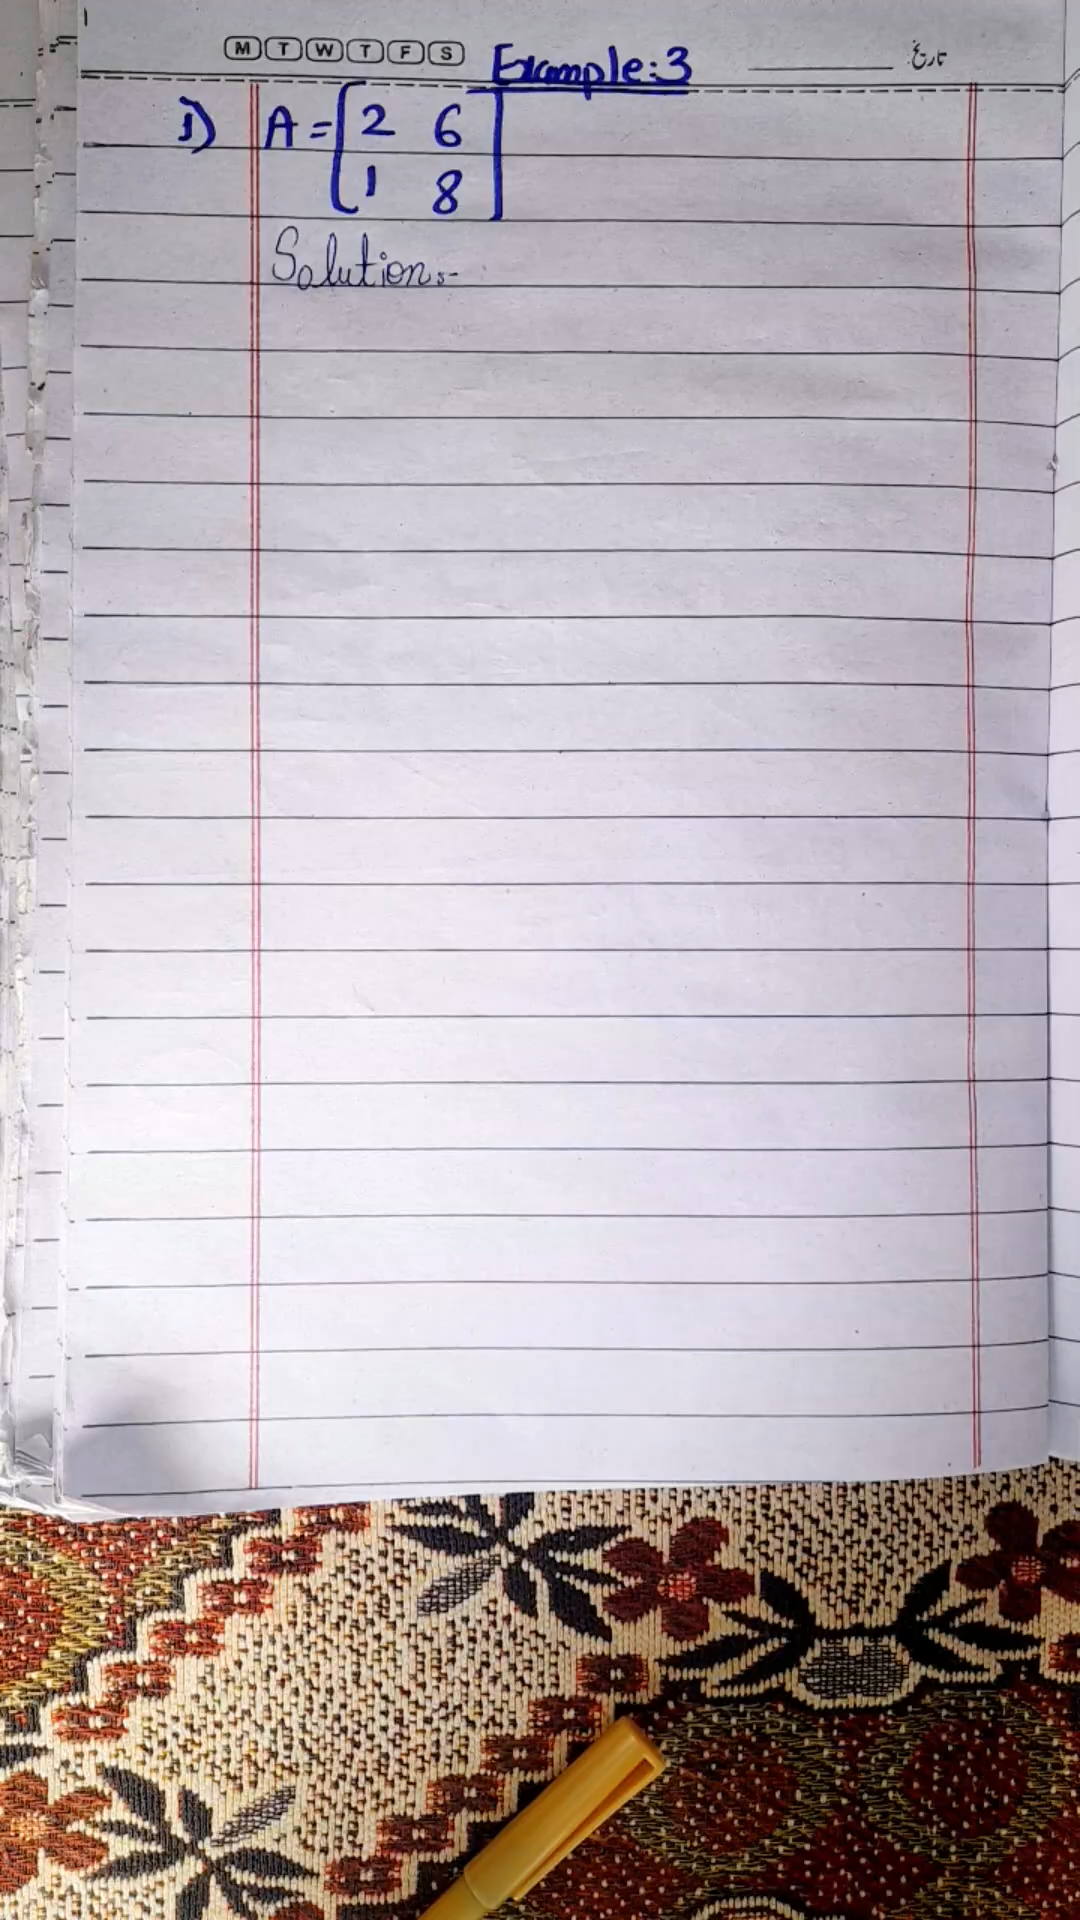 M T W T F S
Example:3
تاریخ
1) A = [2 6
1 8]
Solution:-